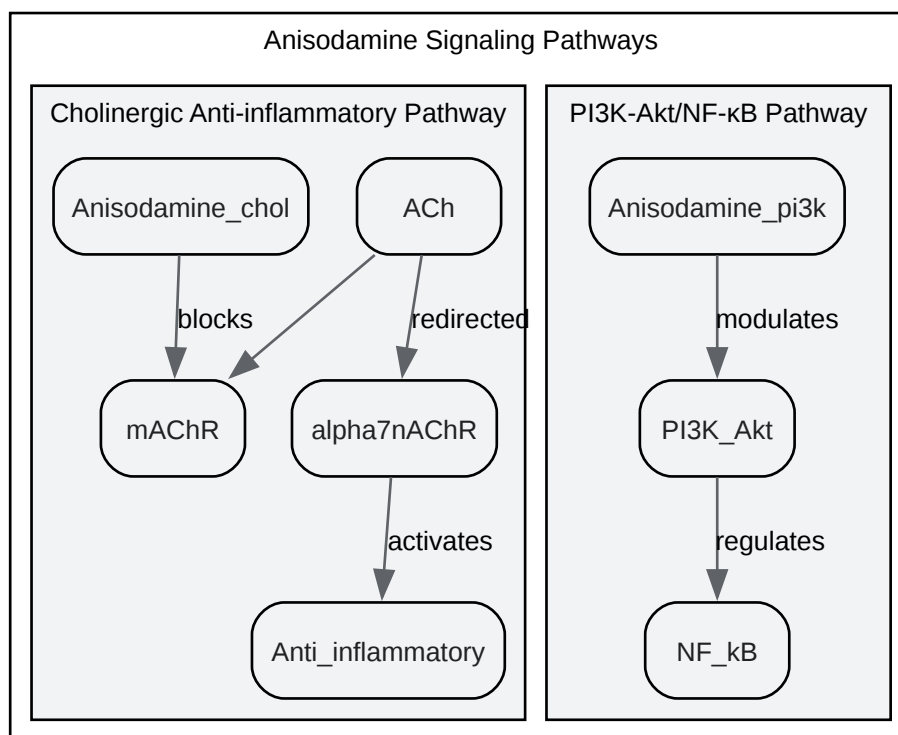 Anisodamine Signaling Pathways
Cholinergic Anti-inflammatory Pathway
PI3K-Akt/NF-κB Pathway
Anisodamine_chol
ACh
Anisodamine_pi3k
blocks
redirected
modulates
mAChR
alpha7nAChR
PI3K_Akt
activates
regulates
Anti_inflammatory
NF_kB